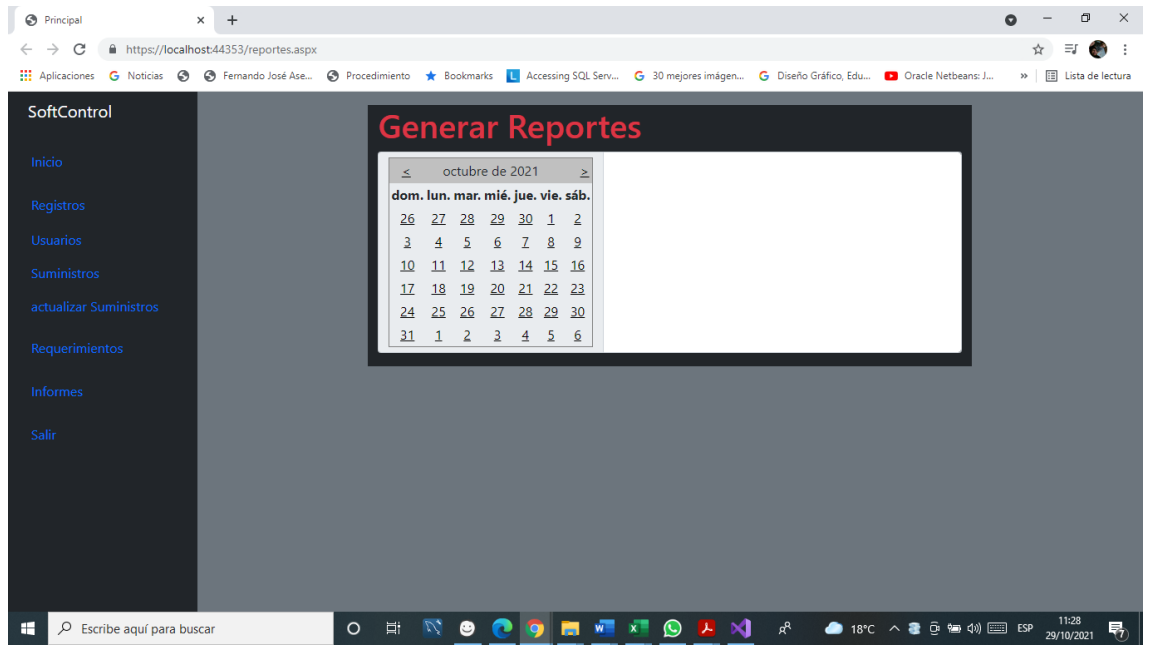 Principal
https://localhost:44353/reportes.aspx
Aplicaciones Noticias Fernando José Ase... Procedimiento Bookmarks Accessing SQL Serv... 30 mejores imágen... Diseño Gráfico, Edu... Oracle Netbeans: J... » Lista de lectura
SoftControl
Inicio
Registros
Usuarios
Suministros
actualizar Suministros
Requerimientos
Informes
Salir
Generar Reportes
< octubre de 2021 >
dom. lun. mar. mié. jue. vie. sáb.
26 27 28 29 30 1 2
3 4 5 6 7 8 9
10 11 12 13 14 15 16
17 18 19 20 21 22 23
24 25 26 27 28 29 30
31 1 2 3 4 5 6
Escribe aquí para buscar
18°C ESP 11:28
29/10/2021 7